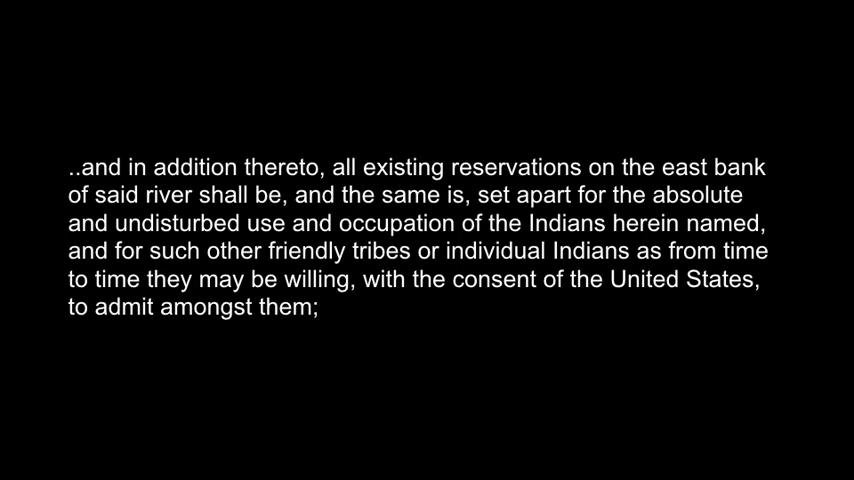 ..and in addition thereto, all existing reservations on the east bank
of said river shall be, and the same is, set apart for the absolute
and undisturbed use and occupation of the Indians herein named,
and for such other friendly tribes or individual Indians as from time
to time they may be willing, with the consent of the United States,
to admit amongst them;